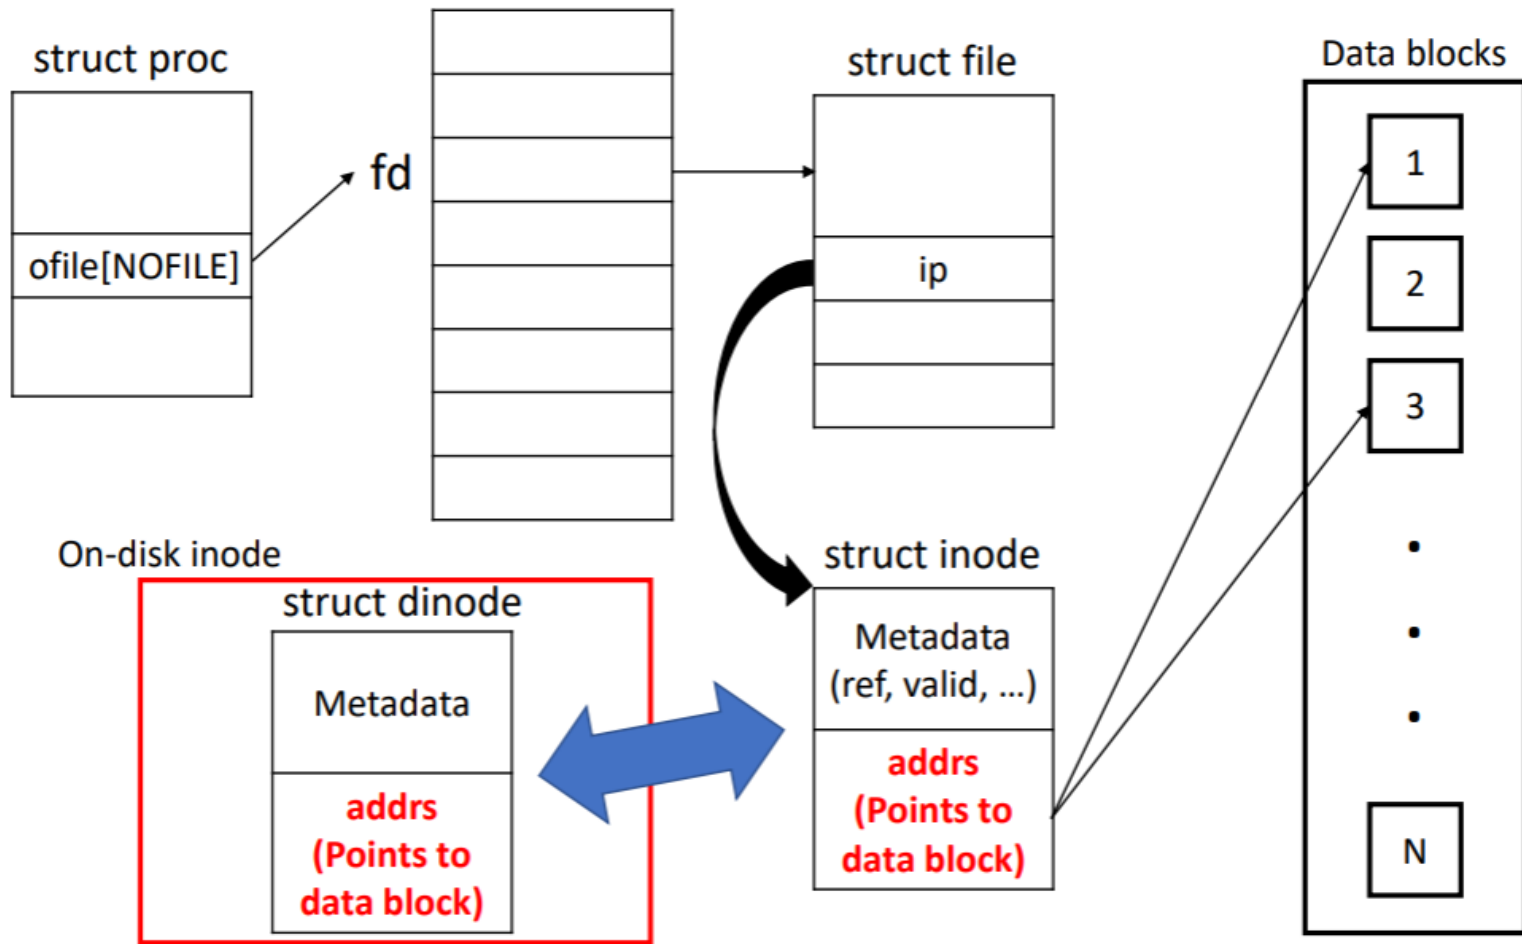 struct proc
ofile[NOFILE]
fd
struct file
ip
Data blocks
1
2
3
N
On-disk inode
struct dinode
Metadada
addrs
(Points to
data block)
struct inode
Metadata
(ref, valid, ...)
addrs
(Points to
data block)